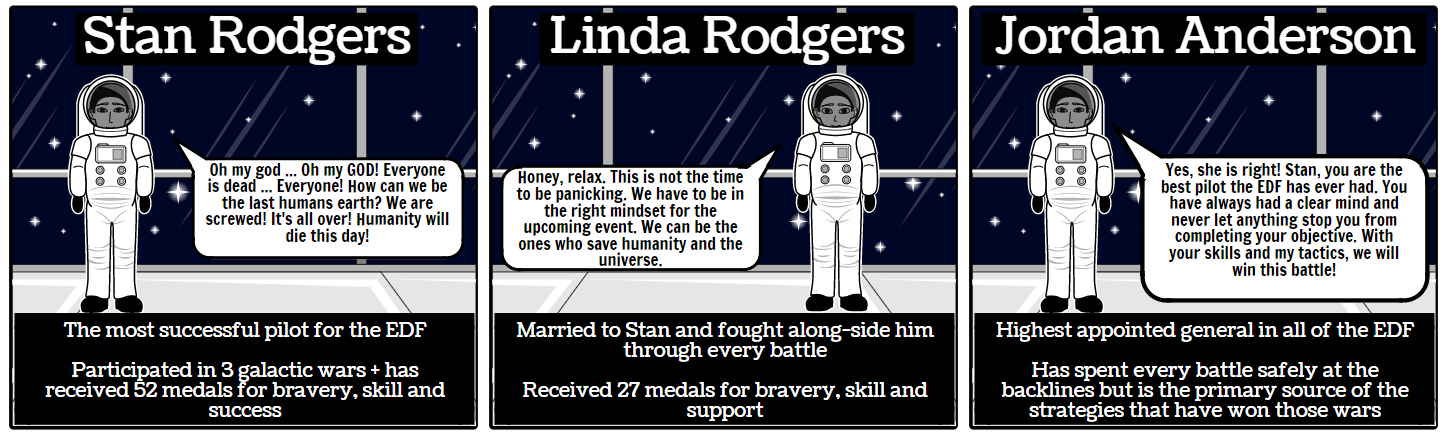 Stan Rodgers
Oh my god ... Oh my GOD! Everyone
is dead ... Everyone! How can we be
the last humans earth? We are
screwed! It's all over! Humanity will
die this day!
The most successful pilot for the EDF
Participated in 3 galactic wars + has
received 52 medals for bravery, skill and
success
Linda Rodgers
Honey, relax. This is not the time
to be panicking. We have to be in
the right mindset for the
upcoming event. We can be the
ones who save humanity and the
universe.
Married to Stan and fought along-side him
through every battle
Received 27 medals for bravery, skill and
support
Jordan Anderson
Yes, she is right! Stan, you are the
best pilot the EDF has ever had. You
have always had a clear mind and
never let anything stop you from
completing your objective. With
your skills and my tactics, we will
win this battle!
Highest appointed general in all of the EDF
Has spent every battle safely at the
backlines but is the primary source of the
strategies that have won those wars